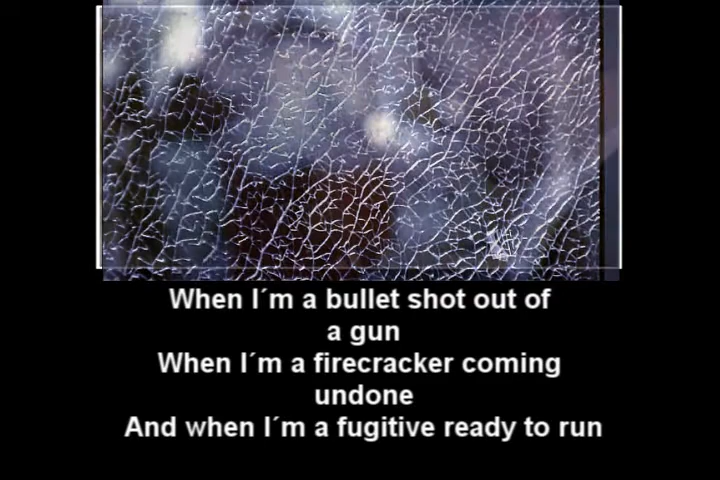 When I´m a bullet shot out of
a gun
When I´m a firecracker coming
undone
And when I´m a fugitive ready to run